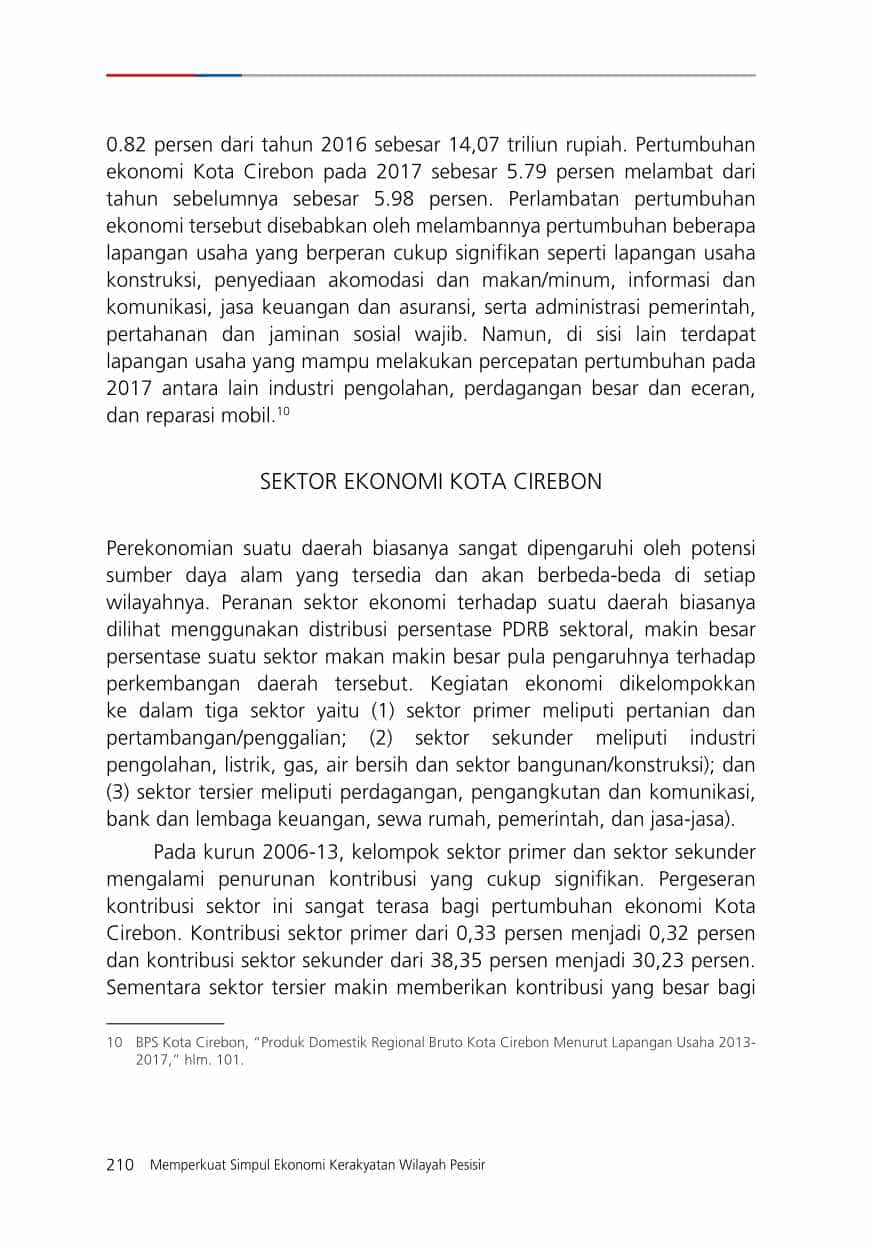 0.82 persen dari tahun 2016 sebesar 14,07 triliun rupiah. Pertumbuhan
ekonomi Kota Cirebon pada 2017 sebesar 5.79 persen melambat dari
tahun sebelumnya sebesar 5.98 persen. Perlambatan pertumbuhan
ekonomi tersebut disebabkan oleh melambannya pertumbuhan beberapa
lapangan usaha yang berperan cukup signifikan seperti lapangan usaha
konstruksi, penyediaan akomodasi dan makan/minum, informasi dan
komunikasi, jasa keuangan dan asuransi, serta administrasi pemerintah,
pertahanan dan jaminan sosial wajib. Namun, di sisi lain terdapat
lapangan usaha yang mampu melakukan percepatan pertumbuhan pada
2017 antara lain industri pengolahan, perdagangan besar dan eceran,
dan reparasi mobil.¹⁰
SEKTOR EKONOMI KOTA CIREBON
Perekonomian suatu daerah biasanya sangat dipengaruhi oleh potensi
sumber daya alam yang tersedia dan akan berbeda-beda di setiap
wilayahnya. Peranan sektor ekonomi terhadap suatu daerah biasanya
dilihat menggunakan distribusi persentase PDRB sektoral, makin besar
persentase suatu sektor makan makin besar pula pengaruhnya terhadap
perkembangan daerah tersebut. Kegiatan ekonomi dikelompokkan
ke dalam tiga sektor yaitu (1) sektor primer meliputi pertanian dan
pertambangan/penggalian; (2) sektor sekunder meliputi industri
pengolahan, listrik, gas, air bersih dan sektor bangunan/konstruksi); dan
(3) sektor tersier meliputi perdagangan, pengangkutan dan komunikasi,
bank dan lembaga keuangan, sewa rumah, pemerintah, dan jasa-jasa).
Pada kurun 2006-13, kelompok sektor primer dan sektor sekunder
mengalami penurunan kontribusi yang cukup signifikan. Pergeseran
kontribusi sektor ini sangat terasa bagi pertumbuhan ekonomi Kota
Cirebon. Kontribusi sektor primer dari 0,33 persen menjadi 0,32 persen
dan kontribusi sektor sekunder dari 38,35 persen menjadi 30,23 persen.
Sementara sektor tersier makin memberikan kontribusi yang besar bagi
10 BPS Kota Cirebon, “Produk Domestik Regional Bruto Kota Cirebon Menurut Lapangan Usaha 2013-
2017,” hlm. 101.
210 Memperkuat Simpul Ekonomi Kerakyatan Wilayah Pesisir